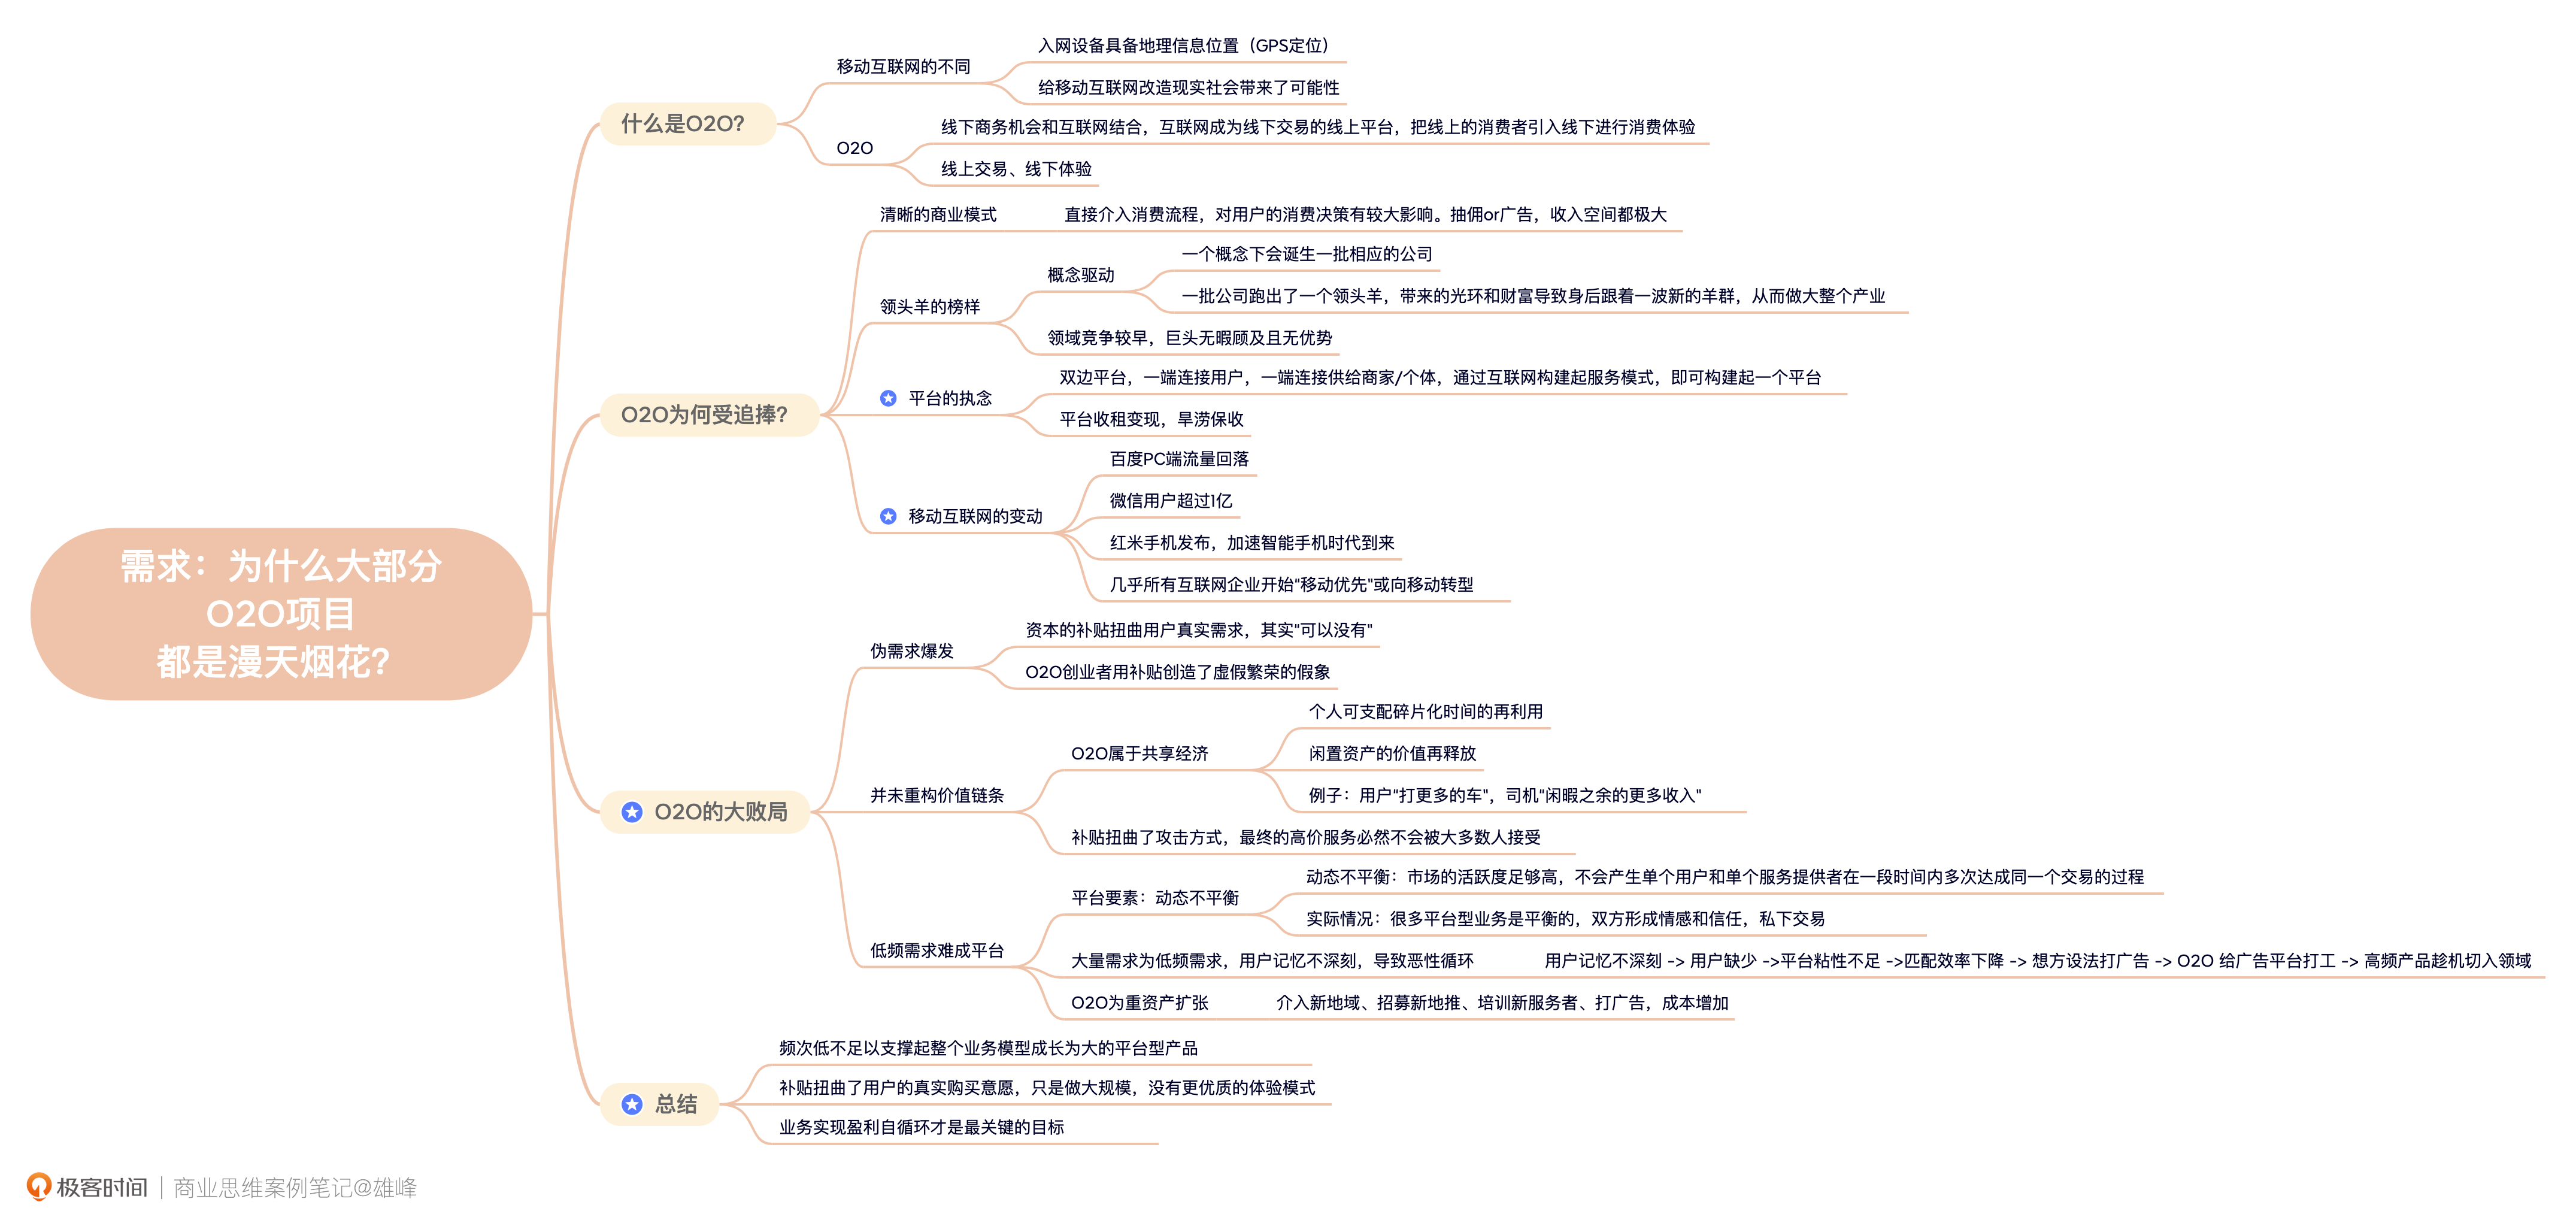 需求：为什么大部分
O2O项目
都是漫天烟花？
什么是O2O？
移动互联网的不同
入网设备具备地理信息位置（GPS定位）
给移动互联网改造现实社会带来了可能性
O2O
线下商务机会和互联网结合，互联网成为线下交易的线上平台，把线上的消费者引入线下进行消费体验
线上交易、线下体验
O2O为何受追捧？
清晰的商业模式
直接介入消费流程，对用户的消费决策有较大影响。抽佣or广告，收入空间都极大
领头羊的榜样
概念驱动
一个概念下会诞生一批相应的公司
一批公司跑出了一个领头羊，带来的光环和财富导致身后跟着一波新的羊群，从而做大整个产业
领域竞争较早，巨头无暇顾及且无优势
平台的执念
双边平台，一端连接用户，一端连接供给商家/个体，通过互联网构建起服务模式，即可构建起一个平台
平台收租变现，旱涝保收
移动互联网的变动
百度PC端流量回落
微信用户超过1亿
红米手机发布，加速智能手机时代到来
几乎所有互联网企业开始"移动优先"或向移动转型
O2O的大败局
伪需求爆发
资本的补贴扭曲用户真实需求，其实"可以没有"
O2O创业者用补贴创造了虚假繁荣的假象
并未重构价值链条
O2O属于共享经济
个人可支配碎片化时间的再利用
闲置资产的价值再释放
例子：用户"打更多的车"，司机"闲暇之余的更多收入"
补贴扭曲了攻击方式，最终的高价服务必然不会被大多数人接受
低频需求难成平台
平台要素：动态不平衡
动态不平衡：市场的活跃度足够高，不会产生单个用户和单个服务提供者在一段时间内多次达成同一个交易的过程
实际情况：很多平台型业务是平衡的，双方形成情感和信任，私下交易
大量需求为低频需求，用户记忆不深刻，导致恶性循环
用户记忆不深刻 -> 用户缺少 ->平台粘性不足 ->匹配效率下降 -> 想方设法打广告 -> O2O 给广告平台打工 -> 高频产品趁机切入领域
O2O为重资产扩张
介入新地域、招募新地推、培训新服务者、打广告，成本增加
总结
频次低不足以支撑起整个业务模型成长为大的平台型产品
补贴扭曲了用户的真实购买意愿，只是做大规模，没有更优质的体验模式
业务实现盈利自循环才是最关键的目标
极客时间 | 商业思维案例笔记@雄峰